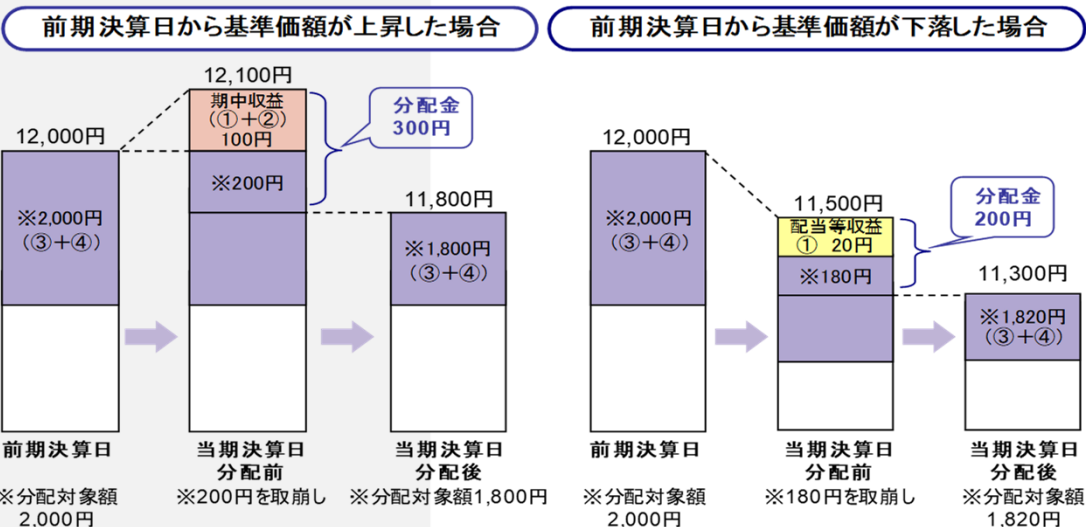 前期決算日から基準価額が上昇した場合
12,000円
※2,000円
(③+④)
前期決算日
※分配対象額
2,000円
12,100円
期中収益
(①+②)
100円
※200円
分配金
300円
当期決算日
分配前
※200円を取崩し
11,800円
※1,800円
(③+④)
当期決算日
分配後
※分配対象額1,800円
前期決算日から基準価額が下落した場合
12,000円
※2,000円
(③+④)
前期決算日
※分配対象額
2,000円
11,500円
配当等収益
① 20円
※180円
分配金
200円
当期決算日
分配前
※180円を取崩し
11,300円
※1,820円
(③+④)
当期決算日
分配後
※分配対象額
1,820円